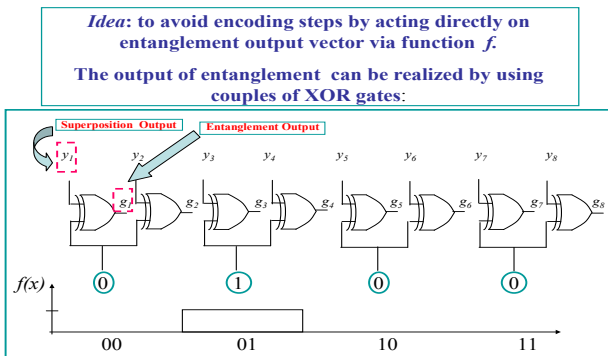 Idea: to avoid encoding steps by acting directly on
entanglement output vector via function f.
The output of entanglement can be realized by using
couples of XOR gates:
Superposition Output Entanglement Output
y1 y2 y3 y4 y5 y6 y7 y8
g1 g2 g3 g4 g5 g6 g7 g8
f(x) 0 1 0 0
00 01 10 11